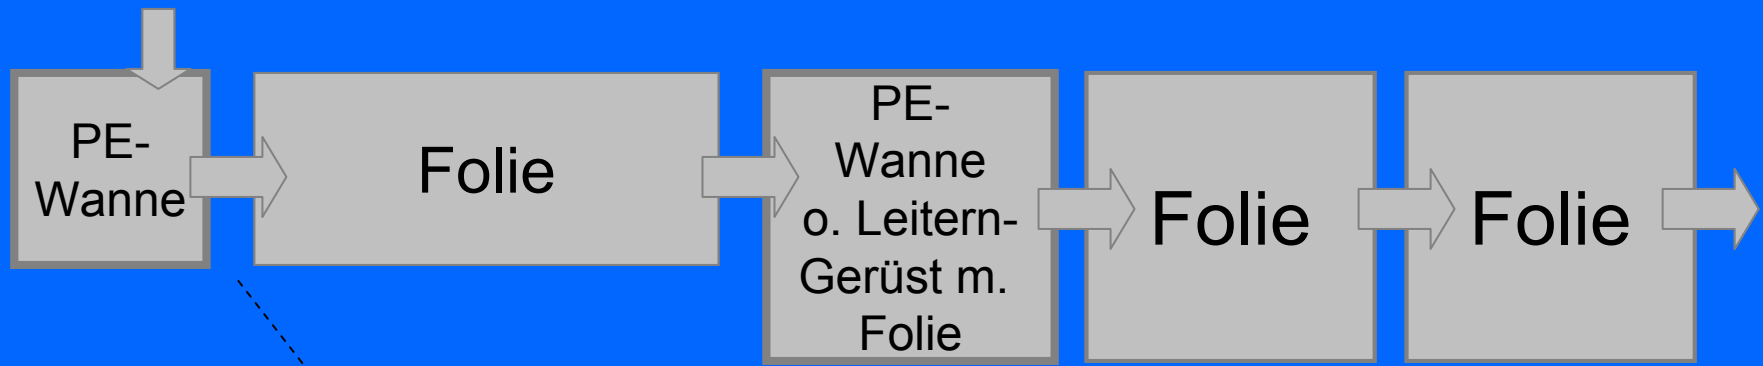 PE-
Wanne
Folie
PE-
Wanne
o. Leitern-
Gerüst m.
Folie
Folie
Folie